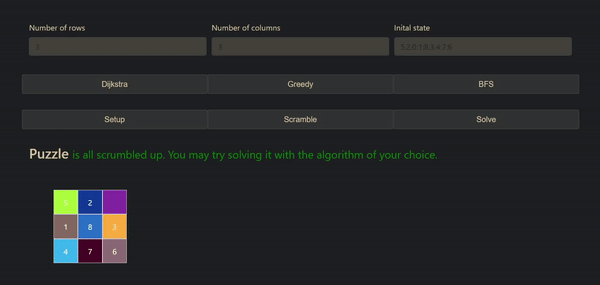 Number of rows
Number of columns
Inital state
3
3
5,2,0,1,8,3,4,7,6
Dijkstra
Greedy
BFS
Setup
Scramble
Solve
Puzzle is all scrumbled up. You may try solving it with the algorithm of your choice.
5 2
1 8 3
4 7 6